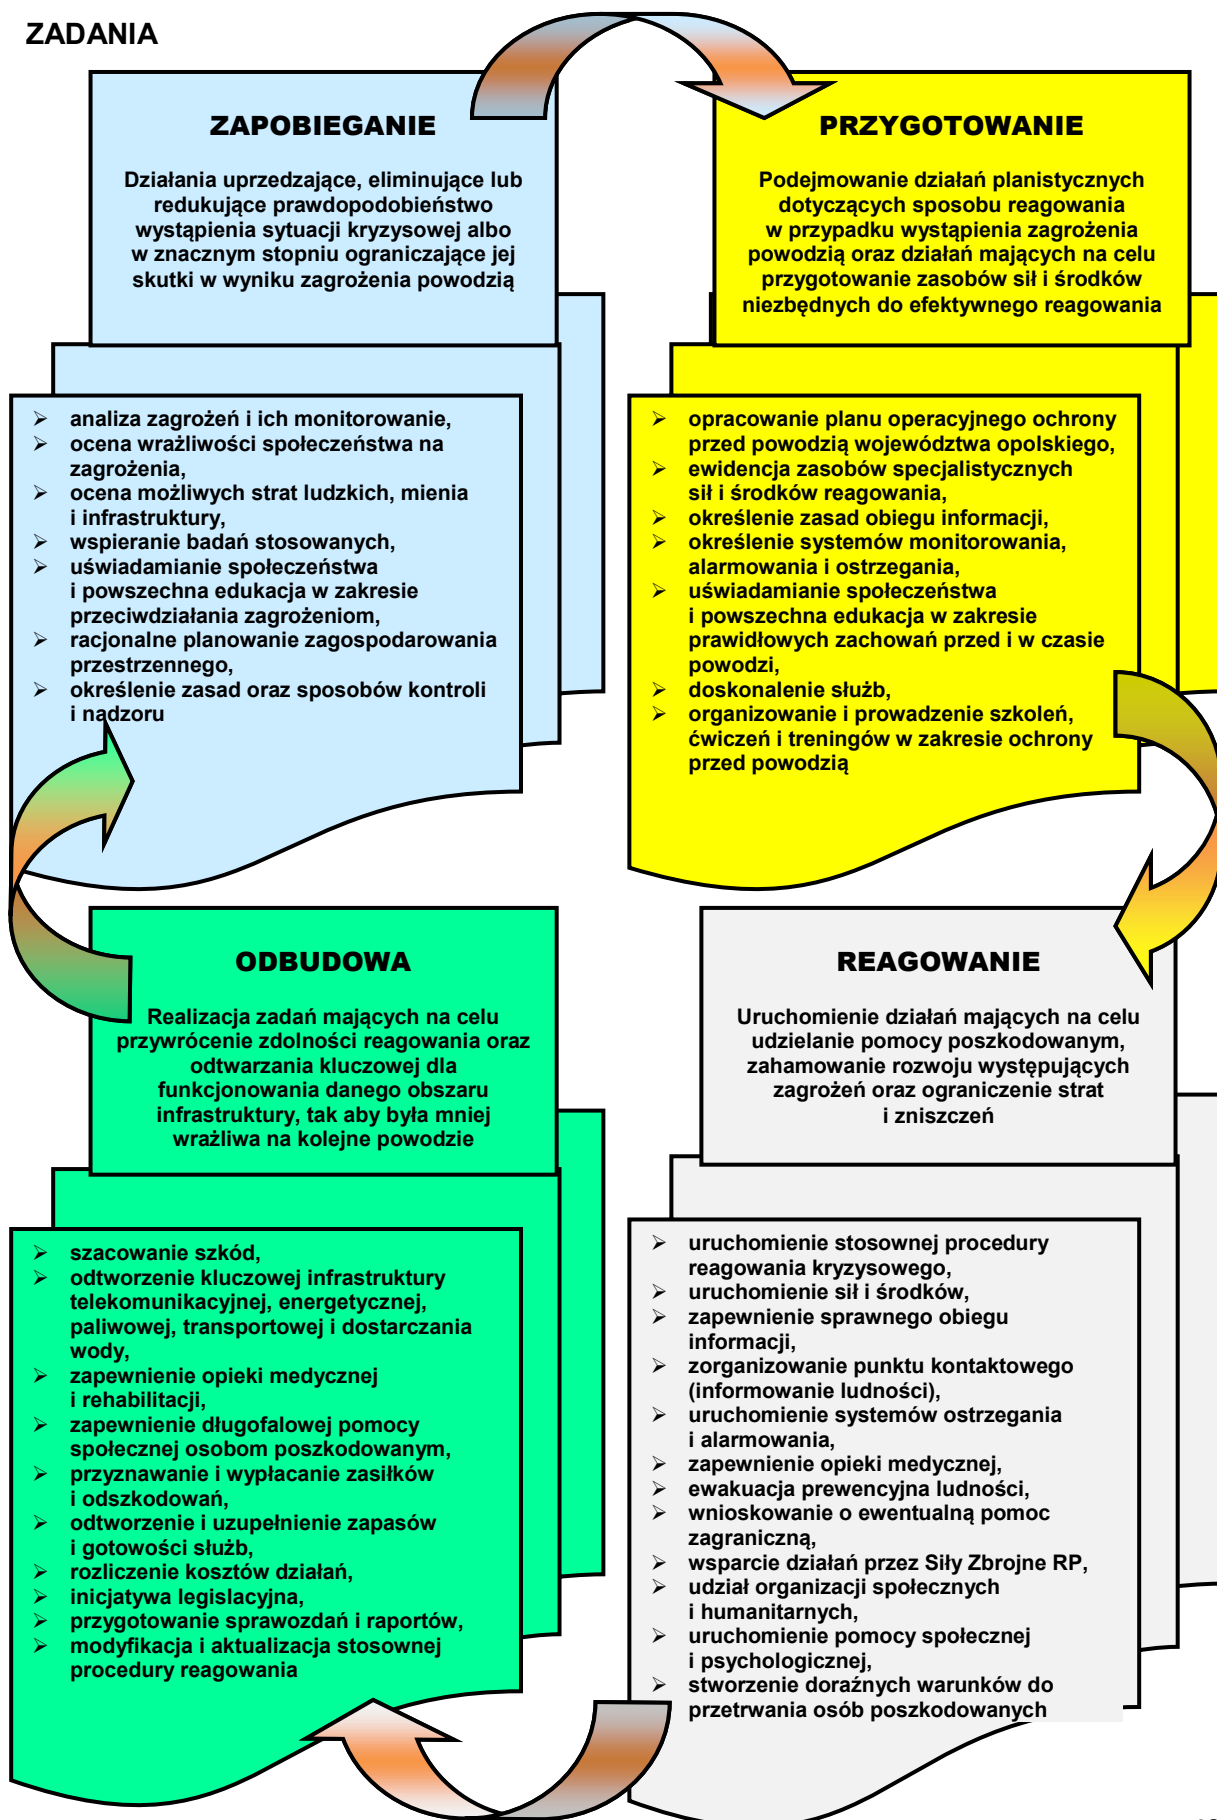 ZADANIA
ZAPOBIEGANIE
Działania uprzedzające, eliminujące lub
redukujące prawdopodobieństwo
wystąpienia sytuacji kryzysowej albo
w znacznym stopniu ograniczające jej
skutki w wyniku zagrożenia powodzią
➢ analiza zagrożeń i ich monitorowanie,
➢ ocena wrażliwości społeczeństwa na
zagrożenia,
➢ ocena możliwych strat ludzkich, mienia
i infrastruktury,
➢ wspieranie badań stosowanych,
➢ uświadamianie społeczeństwa
i powszechna edukacja w zakresie
przeciwdziałania zagrożeniom,
➢ racjonalne planowanie zagospodarowania
przestrzennego,
➢ określenie zasad oraz sposobów kontroli
i nadzoru
PRZYGOTOWANIE
Podejmowanie działań planistycznych
dotyczących sposobu reagowania
w przypadku wystąpienia zagrożenia
powodzią oraz działań mających na celu
przygotowanie zasobów sił i środków
niezbędnych do efektywnego reagowania
➢ opracowanie planu operacyjnego ochrony
przed powodzią województwa opolskiego,
➢ ewidencja zasobów specjalistycznych
sił i środków reagowania,
➢ określenie zasad obiegu informacji,
➢ określenie systemów monitorowania,
alarmowania i ostrzegania,
➢ uświadamianie społeczeństwa
i powszechna edukacja w zakresie
prawidłowych zachowań przed i w czasie
powodzi,
➢ doskonalenie służb,
➢ organizowanie i prowadzenie szkoleń,
ćwiczeń i treningów w zakresie ochrony
przed powodzią
ODBUDOWA
Realizacja zadań mających na celu
przywrócenie zdolności reagowania oraz
odtwarzania kluczowej dla
funkcjonowania danego obszaru
infrastruktury, tak aby była mniej
wrażliwa na kolejne powodzie
➢ szacowanie szkód,
➢ odtworzenie kluczowej infrastruktury
telekomunikacyjnej, energetycznej,
paliwowej, transportowej i dostarczania
wody,
➢ zapewnienie opieki medycznej
i rehabilitacji,
➢ zapewnienie długofalowej pomocy
społecznej osobom poszkodowanym,
➢ przyznawanie i wypłacanie zasiłków
i odszkodowań,
➢ odtworzenie i uzupełnienie zapasów
i gotowości służb,
➢ rozliczenie kosztów działań,
➢ inicjatywa legislacyjna,
➢ przygotowanie sprawozdań i raportów,
➢ modyfikacja i aktualizacja stosownej
procedury reagowania
REAGOWANIE
Uruchomienie działań mających na celu
udzielanie pomocy poszkodowanym,
zahamowanie rozwoju występujących
zagrożeń oraz ograniczenie strat
i zniszczeń
➢ uruchomienie stosownej procedury
reagowania kryzysowego,
➢ uruchomienie sił i środków,
➢ zapewnienie sprawnego obiegu
informacji,
➢ zorganizowanie punktu kontaktowego
(informowanie ludności),
➢ uruchomienie systemów ostrzegania
i alarmowania,
➢ zapewnienie opieki medycznej,
➢ ewakuacja prewencyjna ludności,
➢ wnioskowanie o ewentualną pomoc
zagraniczną,
➢ wsparcie działań przez Siły Zbrojne RP,
➢ udział organizacji społecznych
i humanitarnych,
➢ uruchomienie pomocy społecznej
i psychologicznej,
➢ stworzenie doraźnych warunków do
przetrwania osób poszkodowanych